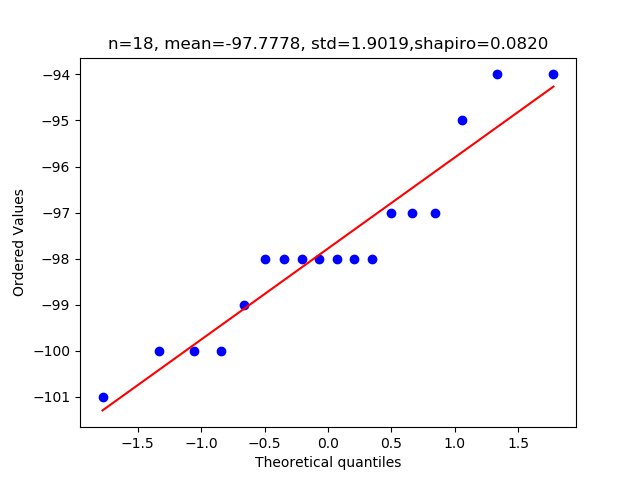 n=18, mean=-97.7778, std=1.9019,shapiro=0.0820
−94
−95
−96
−97
−98
−99
−100
−101
Ordered Values
−1.5 −1.0 −0.5 0.0 0.5 1.0 1.5
Theoretical quantiles